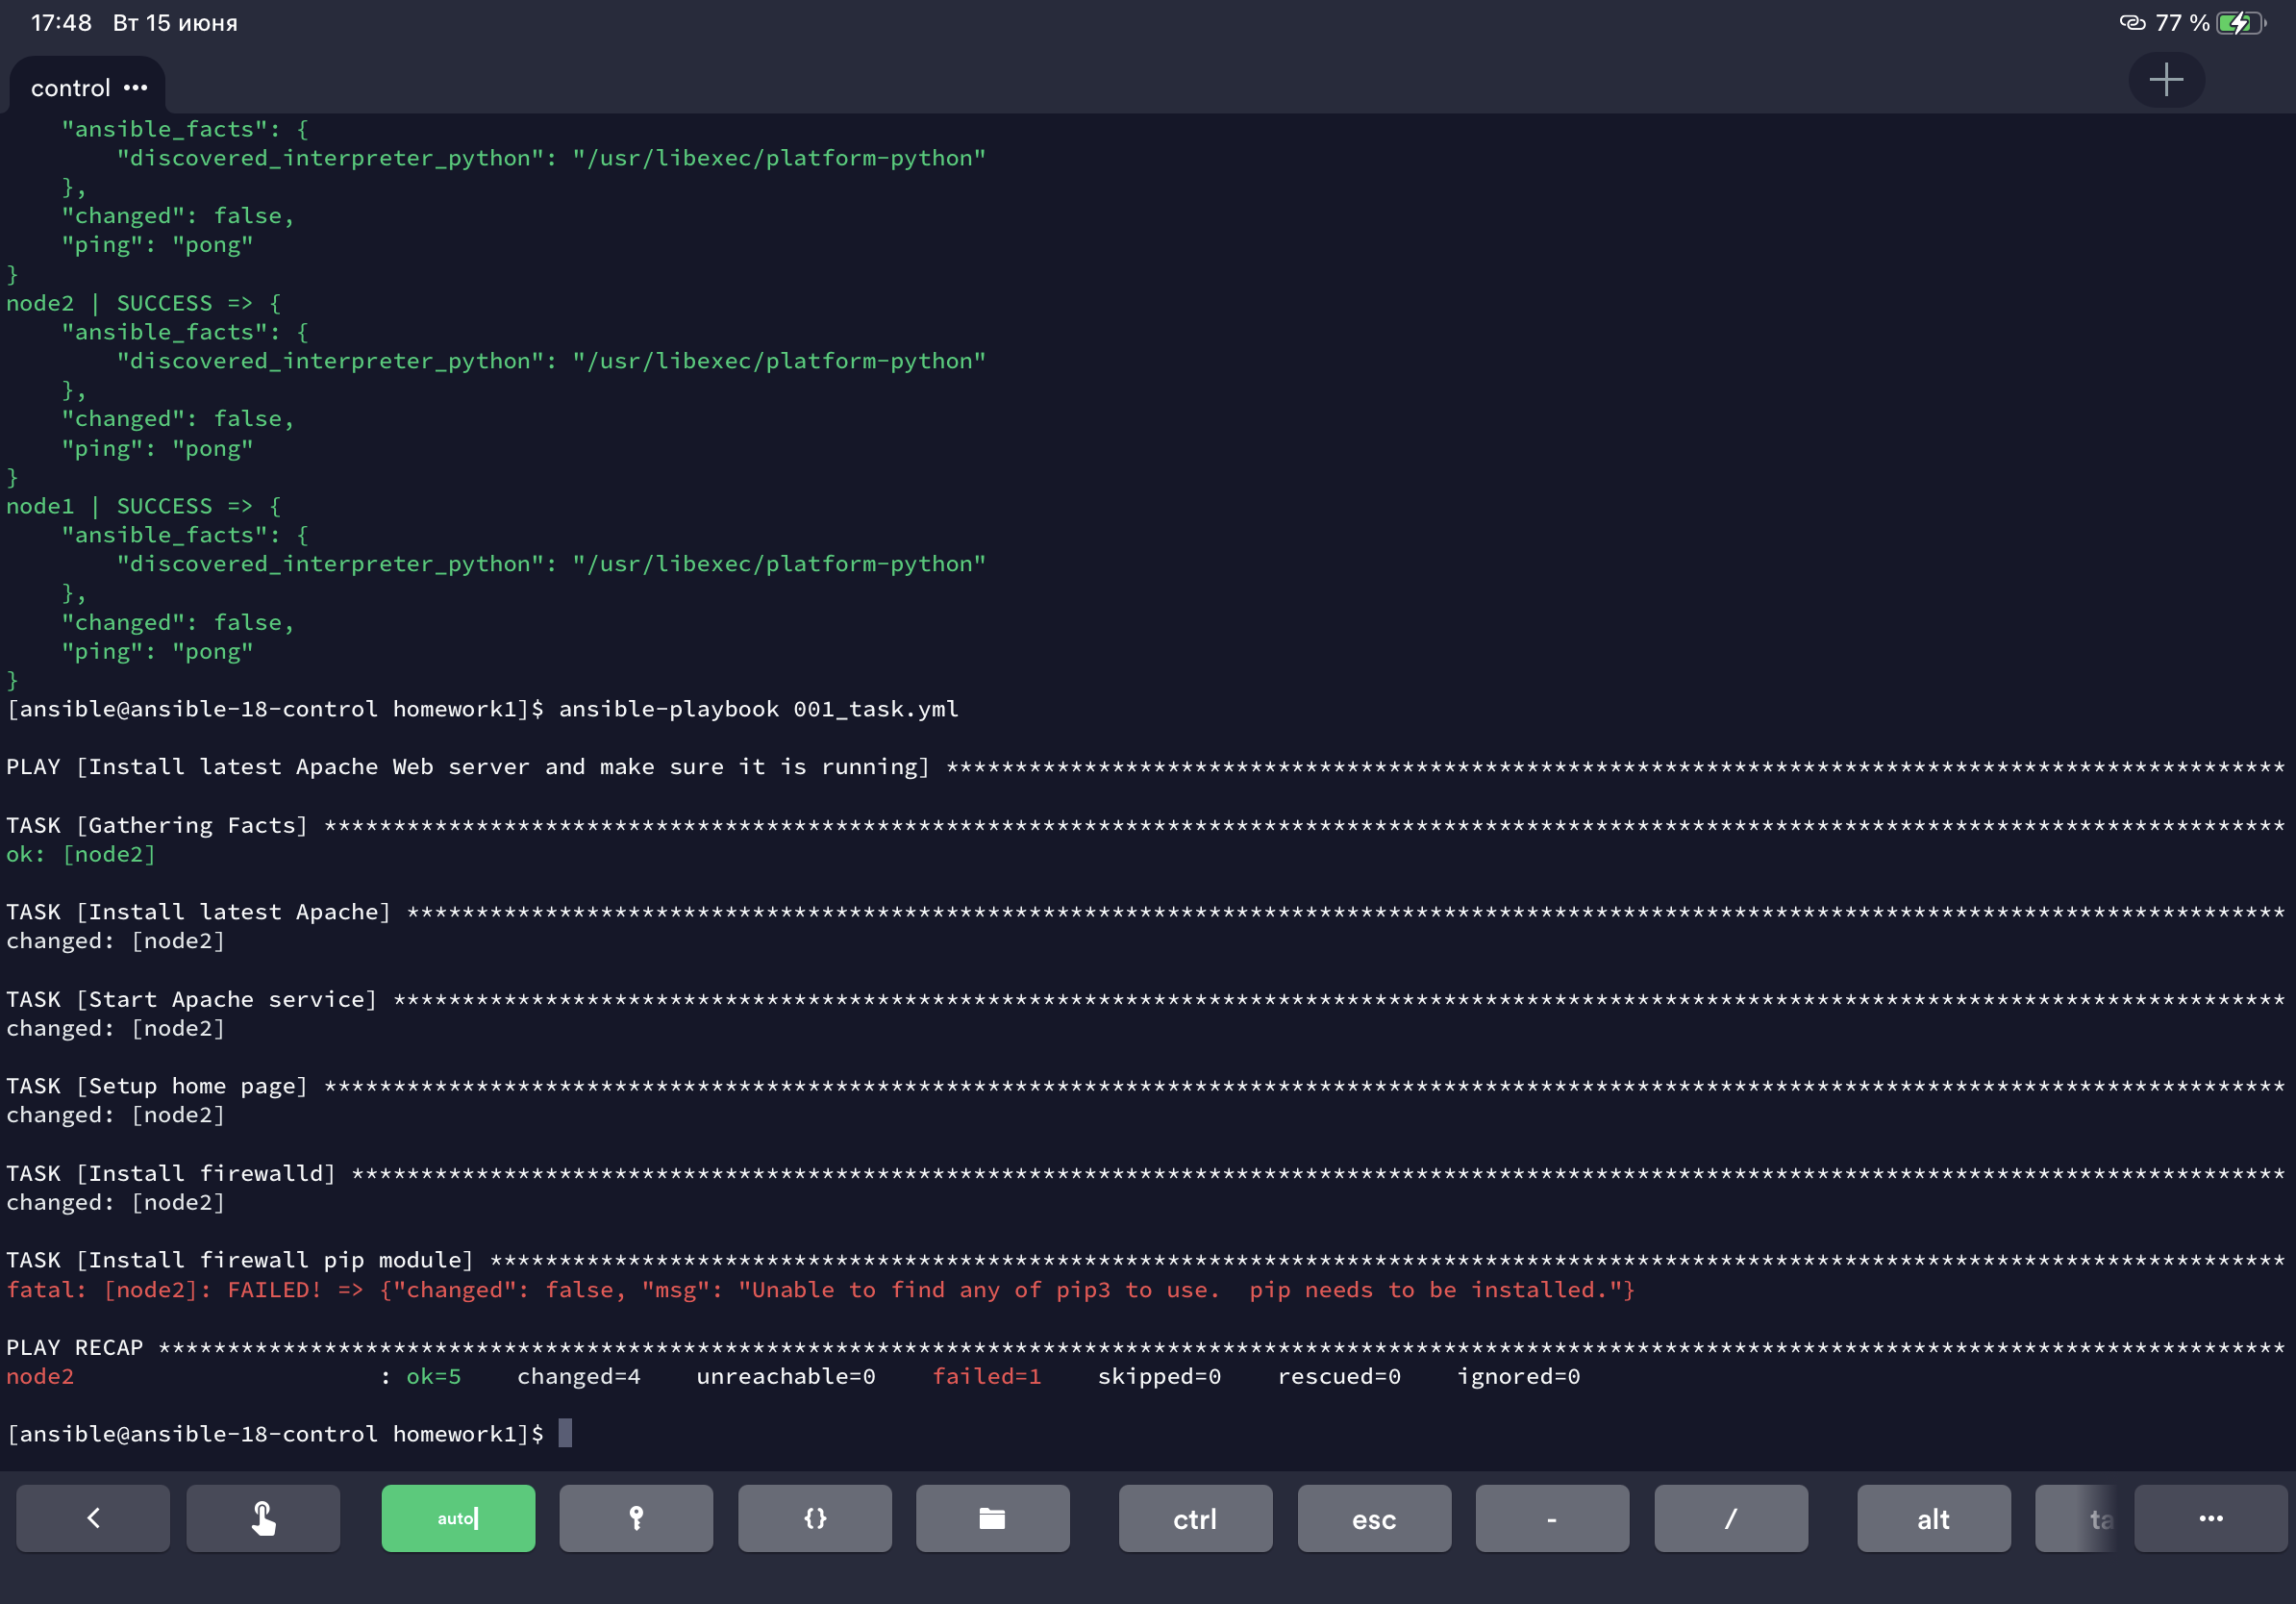 17:48 Вт 15 июня
77 %
control •••
    "ansible_facts": {
        "discovered_interpreter_python": "/usr/libexec/platform-python"
    },
    "changed": false,
    "ping": "pong"
}
node2 | SUCCESS => {
    "ansible_facts": {
        "discovered_interpreter_python": "/usr/libexec/platform-python"
    },
    "changed": false,
    "ping": "pong"
}
node1 | SUCCESS => {
    "ansible_facts": {
        "discovered_interpreter_python": "/usr/libexec/platform-python"
    },
    "changed": false,
    "ping": "pong"
}
[ansible@ansible-18-control homework1]$ ansible-playbook 001_task.yml
PLAY [Install latest Apache Web server and make sure it is running] *************************************************************************************************
TASK [Gathering Facts] **********************************************************************************************************************************************
ok: [node2]
TASK [Install latest Apache] ****************************************************************************************************************************************
changed: [node2]
TASK [Start Apache service] *****************************************************************************************************************************************
changed: [node2]
TASK [Setup home page] **********************************************************************************************************************************************
changed: [node2]
TASK [Install firewalld] ********************************************************************************************************************************************
changed: [node2]
TASK [Install firewall pip module] **********************************************************************************************************************************
fatal: [node2]: FAILED! => {"changed": false, "msg": "Unable to find any of pip3 to use.  pip needs to be installed."}
PLAY RECAP **********************************************************************************************************************************************************
node2                      : ok=5    changed=4    unreachable=0    failed=1    skipped=0    rescued=0    ignored=0
[ansible@ansible-18-control homework1]$
auto {} ctrl esc - / alt •••